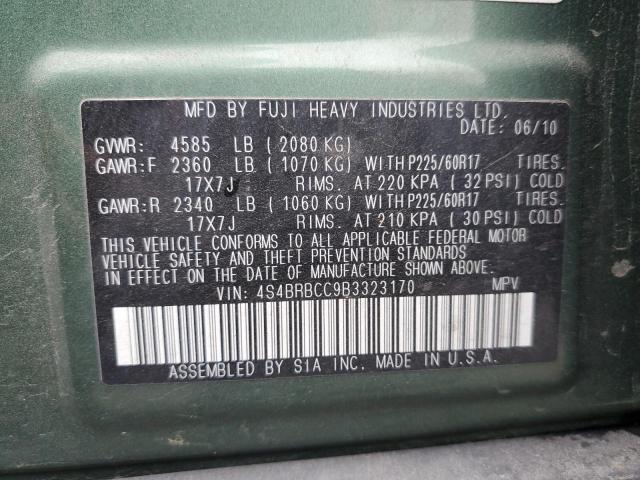 MFD BY FUJI HEAVY INDUSTRIES LTD.
DATE: 06/10
GVWR: 4585 LB (2080 KG)
GAWR:F 2360 LB (1070 KG) WITH P225/60R17 TIRES.
17X7J RIMS. AT 220 KPA (32 PSI) COLD
GAWR:R 2340 LB (1060 KG) WITH P225/60R17 TIRES.
17X7J RIMS. AT 210 KPA (30 PSI) COLD
THIS VEHICLE CONFORMS TO ALL APPLICABLE FEDERAL MOTOR
VEHICLE SAFETY AND THEFT PREVENTION STANDARDS
IN EFFECT ON THE DATE OF MANUFACTURE SHOWN ABOVE.
VIN: 4S4BRBCC9B3323170 MPV
ASSEMBLED BY SIA INC. MADE IN U.S.A.